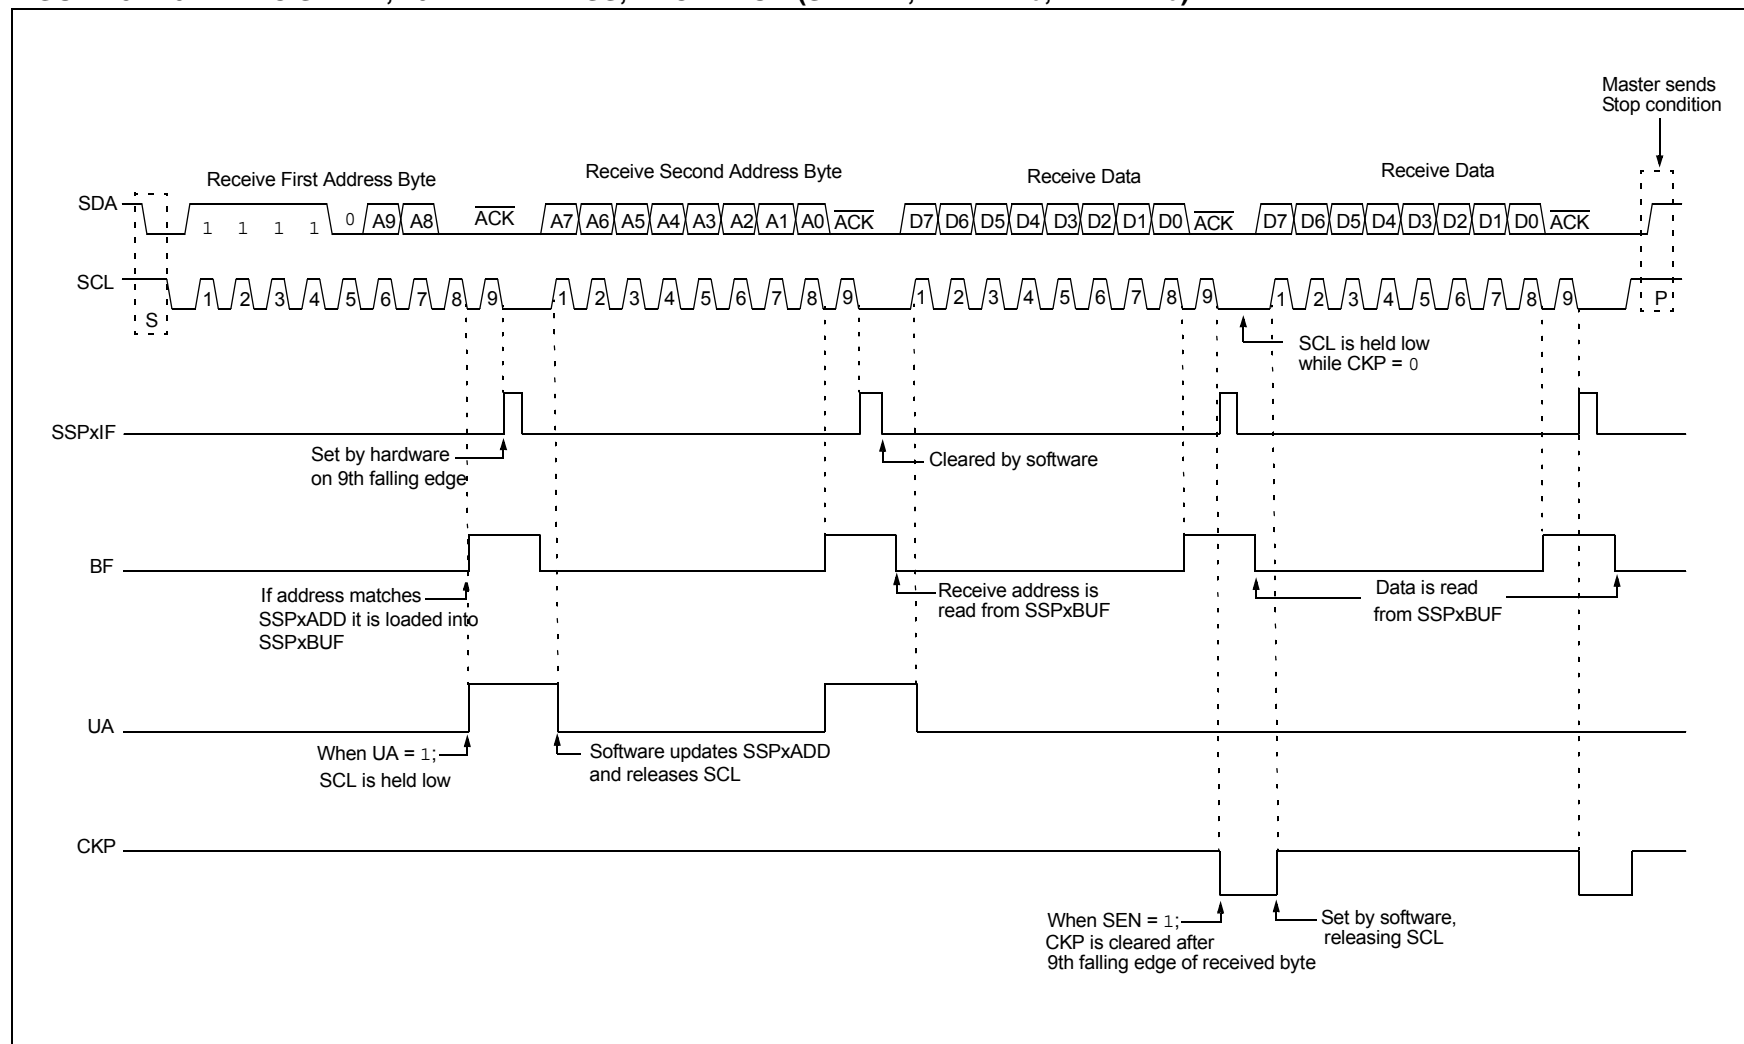 Master sends
Stop condition
Receive First Address Byte
Receive Second Address Byte
Receive Data
Receive Data
SDA
1 1 1 1 0 A9 A8 ACK A7 A6 A5 A4 A3 A2 A1 A0 ACK D7 D6 D5 D4 D3 D2 D1 D0 ACK D7 D6 D5 D4 D3 D2 D1 D0 ACK
SCL
S 1 2 3 4 5 6 7 8 9 1 2 3 4 5 6 7 8 9 1 2 3 4 5 6 7 8 9 1 2 3 4 5 6 7 8 9 P
SCL is held low
while CKP = 0
SSPxIF
Set by hardware
on 9th falling edge
Cleared by software
BF
If address matches
SSPxADD it is loaded into
SSPxBUF
Receive address is
read from SSPxBUF
Data is read
from SSPxBUF
UA
When UA = 1;
SCL is held low
Software updates SSPxADD
and releases SCL
CKP
When SEN = 1;
CKP is cleared after
9th falling edge of received byte
Set by software,
releasing SCL